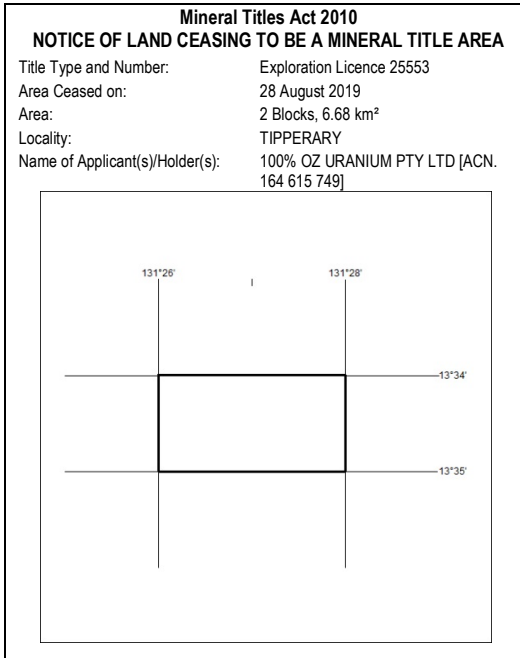 Mineral Titles Act 2010
NOTICE OF LAND CEASING TO BE A MINERAL TITLE AREA
Title Type and Number: Exploration Licence 25553
Area Ceased on: 28 August 2019
Area: 2 Blocks, 6.68 km²
Locality: TIPPERARY
Name of Applicant(s)/Holder(s): 100% OZ URANIUM PTY LTD [ACN.
164 615 749]
131°26' 131°28'
13°34'
13°35'